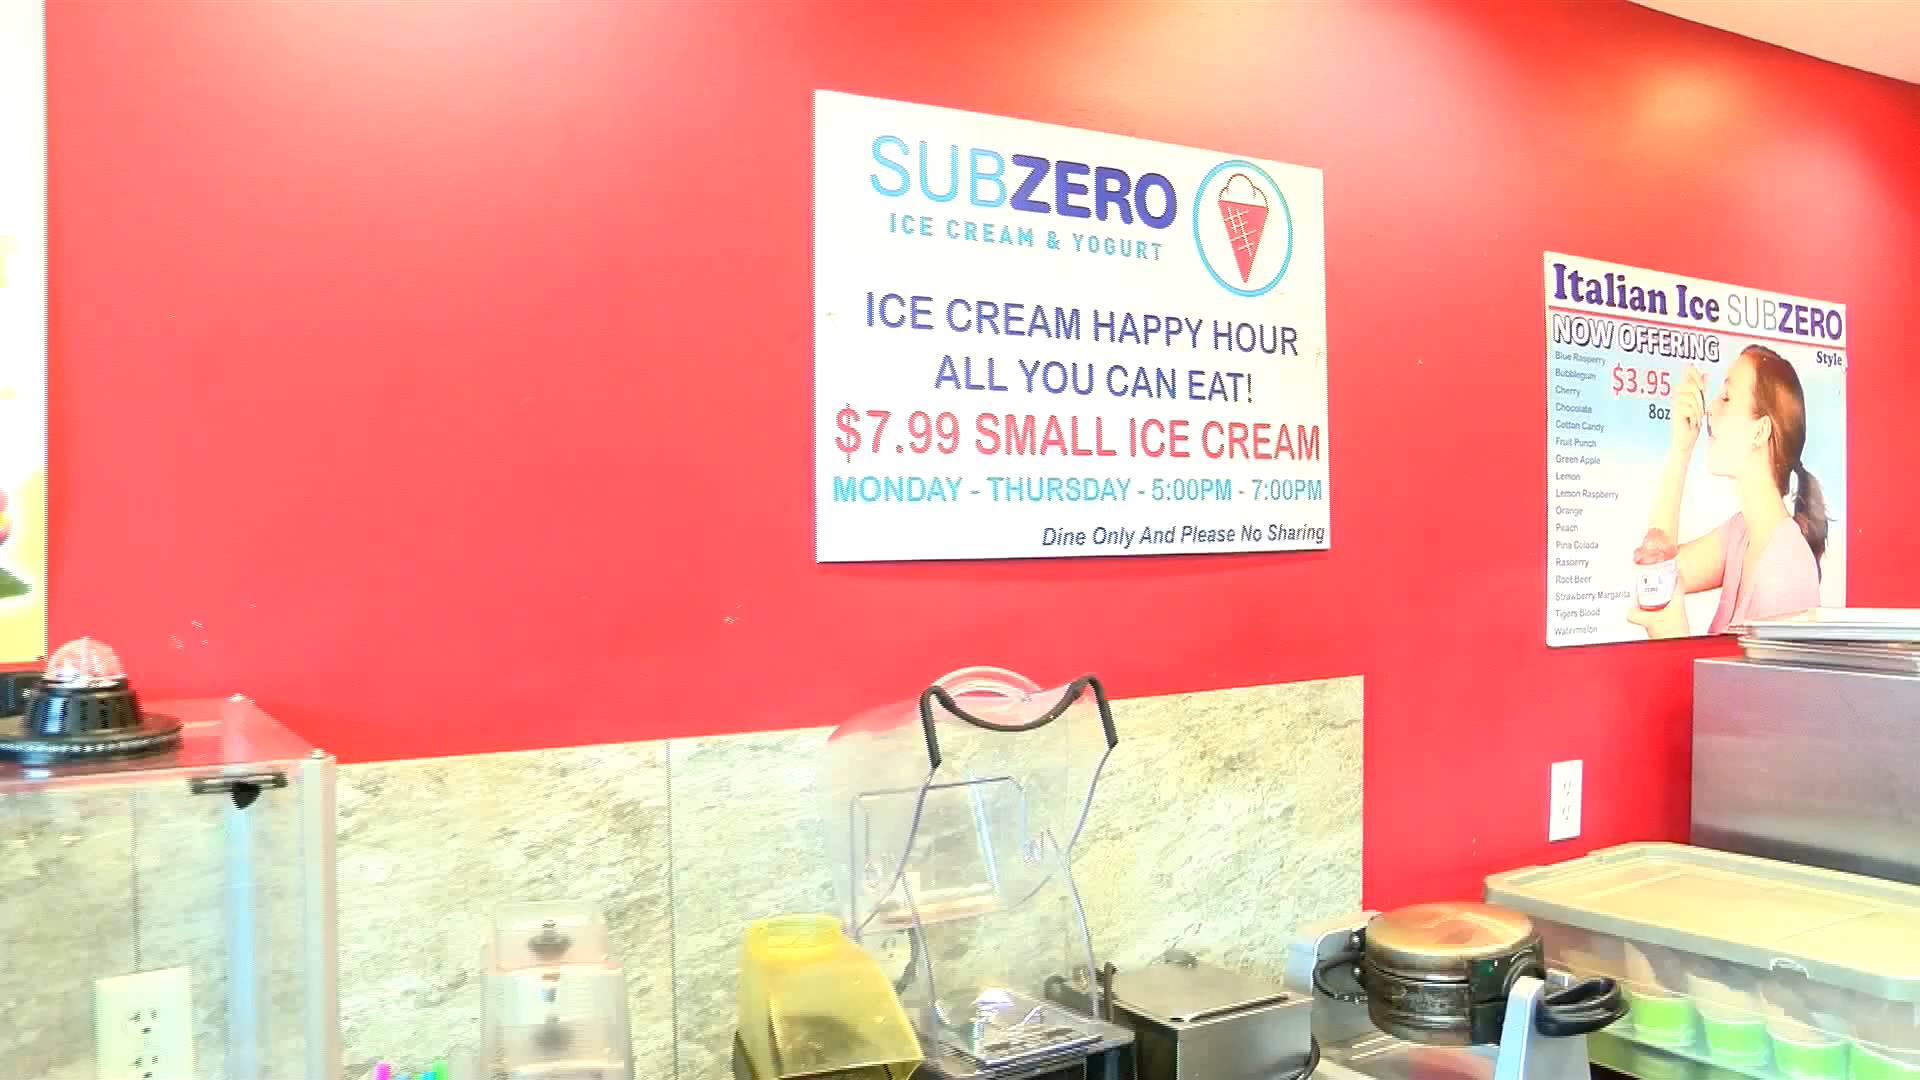 SUBZERO
ICE CREAM & YOGURT
ICE CREAM HAPPY HOUR
ALL YOU CAN EAT!
$7.99 SMALL ICE CREAM
MONDAY - THURSDAY - 5:00PM - 7:00PM
Dine Only And Please No Sharing
Italian Ice SUBZERO
Style
NOW OFFERING
$3.95
8oz
Blue Raspberry
Bubblegum
Cherry
Chocolate
Cotton Candy
Fruit Punch
Green Apple
Lemon
Lemon Raspberry
Orange
Peach
Pina Colada
Rasberry
Root Beer
Strawberry Margarita
Tigers Blood
Watermelon